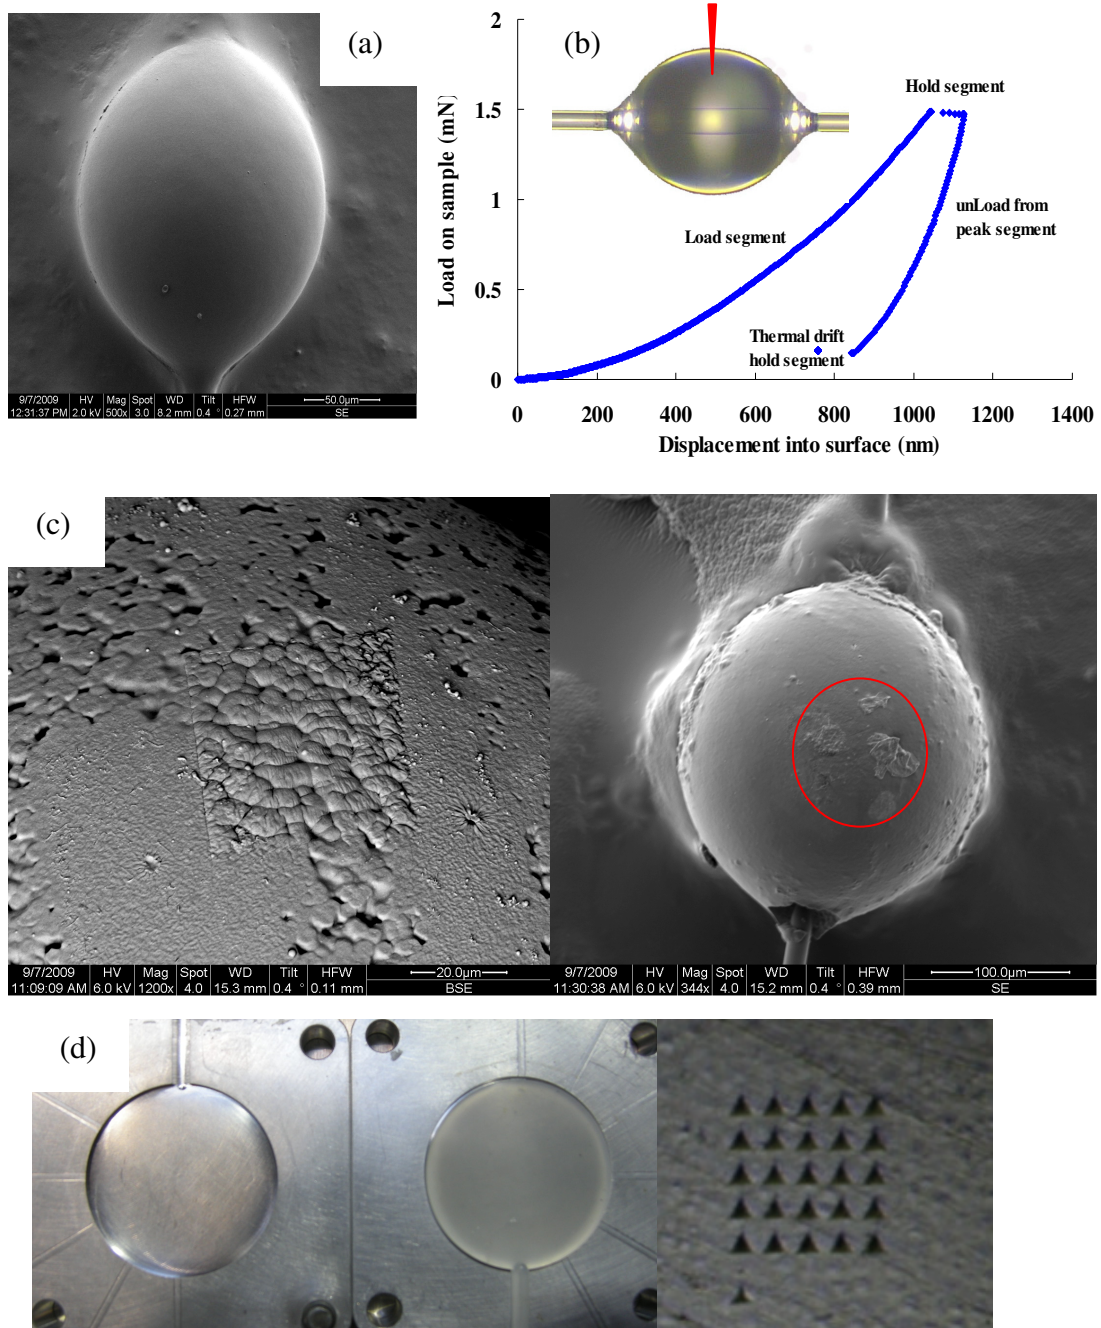 (a)
9/7/2009 HV Mag Spot WD Tilt HFW 50.0µm
12:31:37 PM 2.0 kV 500x 3.0 8.2 mm 0.4 ° 0.27 mm SE
(b)
Load on sample (mN)
2
1.5
1
0.5
0
Hold segment
unLoad from
peak segment
Load segment
Thermal drift
hold segment
0 200 400 600 800 1000 1200 1400
Displacement into surface (nm)
(c)
9/7/2009 HV Mag Spot WD Tilt HFW 20.0µm
11:09:09 AM 6.0 kV 1200x 4.0 15.3 mm 0.4 ° 0.11 mm BSE
9/7/2009 HV Mag Spot WD Tilt HFW 100.0µm
11:30:38 AM 6.0 kV 344x 4.0 15.2 mm 0.4 ° 0.39 mm SE
(d)